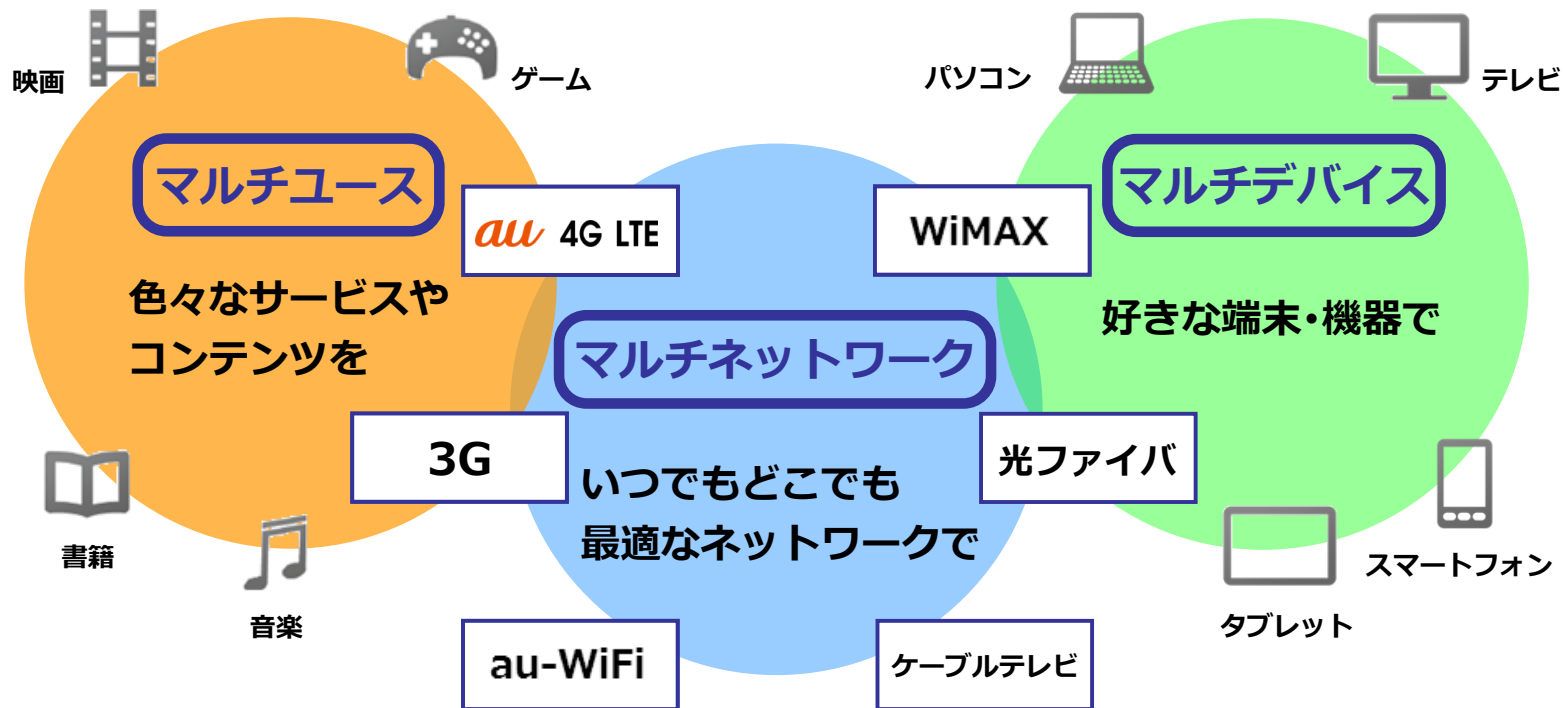 映画
ゲーム
パソコン
テレビ
マルチユース
マルチデバイス
au 4G LTE
WiMAX
色々なサービスや
コンテンツを
好きな端末・機器で
マルチネットワーク
3G
光ファイバ
いつでもどこでも
最適なネットワークで
書籍
音楽
スマートフォン
タブレット
au-WiFi
ケーブルテレビ